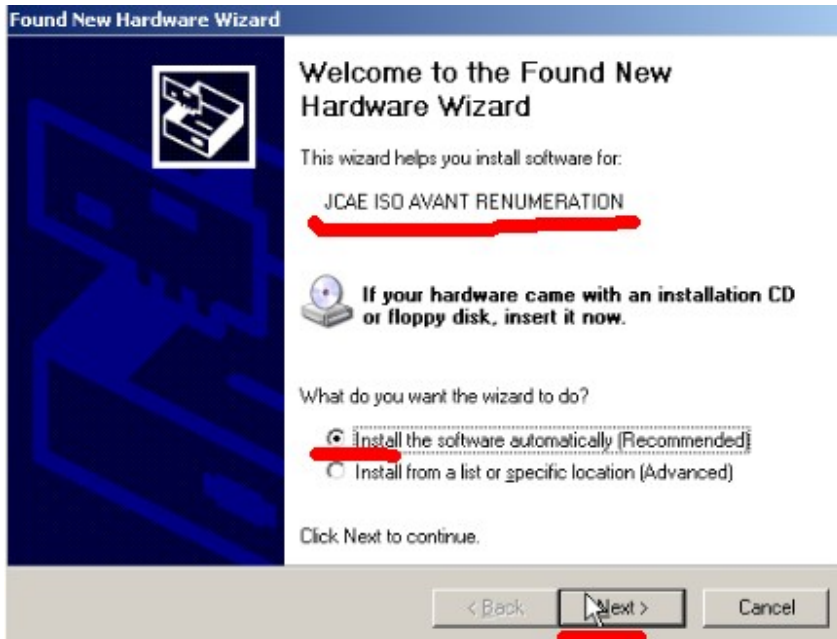 Found New Hardware Wizard
Welcome to the Found New
Hardware Wizard
This wizard helps you install software for:
JCAE ISO AVANT RENUMERATION
If your hardware came with an installation CD
or floppy disk, insert it now.
What do you want the wizard to do?
Install the software automatically (Recommended)
Install from a list or specific location (Advanced)
Click Next to continue.
< Back
Next >
Cancel